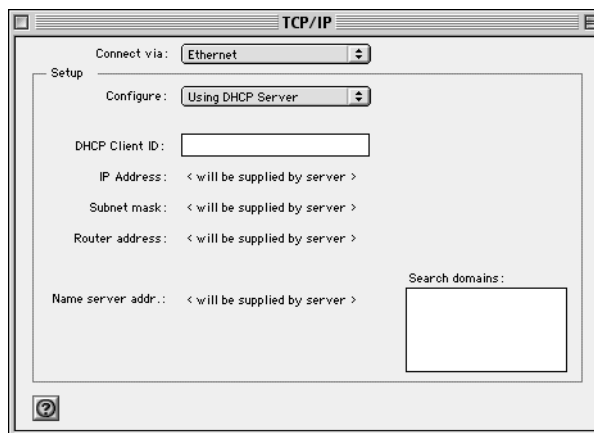 TCP/IP
Connect via: Ethernet
Setup
Configure: Using DHCP Server
DHCP Client ID:
IP Address: < will be supplied by server >
Subnet mask: < will be supplied by server >
Router address: < will be supplied by server >
Search domains:
Name server addr.: < will be supplied by server >
?